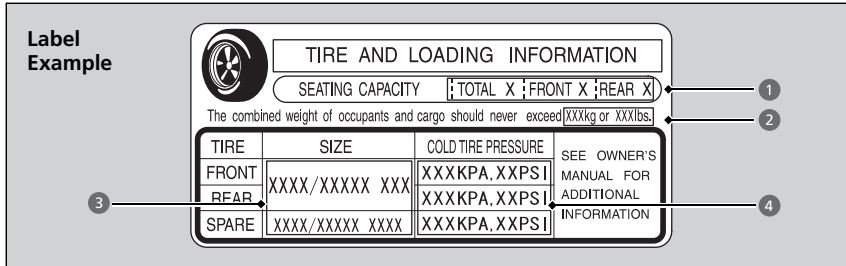 Label
Example
TIRE AND LOADING INFORMATION
SEATING CAPACITY TOTAL X FRONT X REAR X
1
The combined weight of occupants and cargo should never exceed XXXkg or XXXlbs.
2
TIRE SIZE COLD TIRE PRESSURE
SEE OWNER'S
MANUAL FOR
ADDITIONAL
INFORMATION
FRONT XXXX/XXXXX XXX XXXKPA,XXPSI
REAR XXXKPA,XXPSI
3
4
SPARE XXXX/XXXXX XXXX XXXKPA,XXPSI